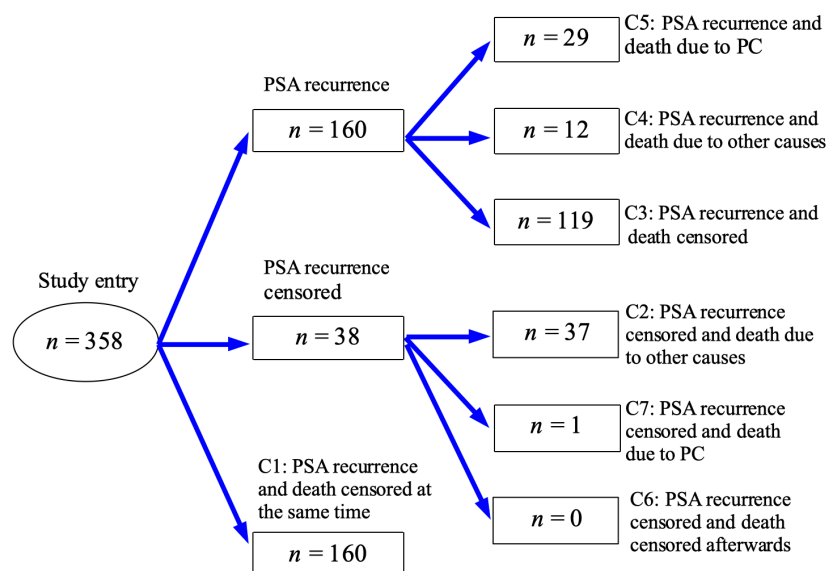 Study entry
n = 358
PSA recurrence
n = 160
PSA recurrence
censored
n = 38
C1: PSA recurrence
and death censored at
the same time
n = 160
n = 29
C5: PSA recurrence and
death due to PC
n = 12
C4: PSA recurrence and
death due to other causes
n = 119
C3: PSA recurrence and
death censored
n = 37
C2: PSA recurrence
censored and death due
to other causes
n = 1
C7: PSA recurrence
censored and death
due to PC
n = 0
C6: PSA recurrence
censored and death
censored afterwards